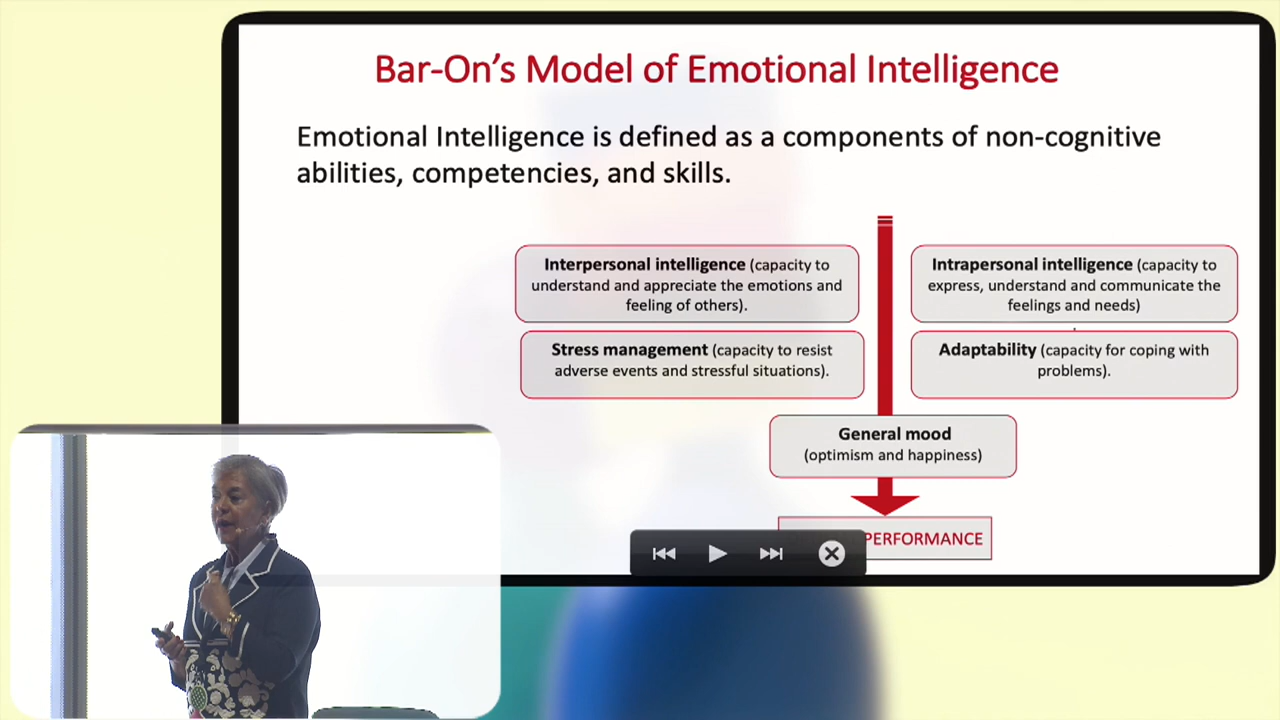 Bar-On's Model of Emotional Intelligence
Emotional Intelligence is defined as a components of non-cognitive
abilities, competencies, and skills.
Interpersonal intelligence (capacity to
understand and appreciate the emotions and
feeling of others).
Intrapersonal intelligence (capacity to
express, understand and communicate the
feelings and needs)
Stress management (capacity to resist
adverse events and stressful situations).
Adaptability (capacity for coping with
problems).
General mood
(optimism and happiness)
PERFORMANCE